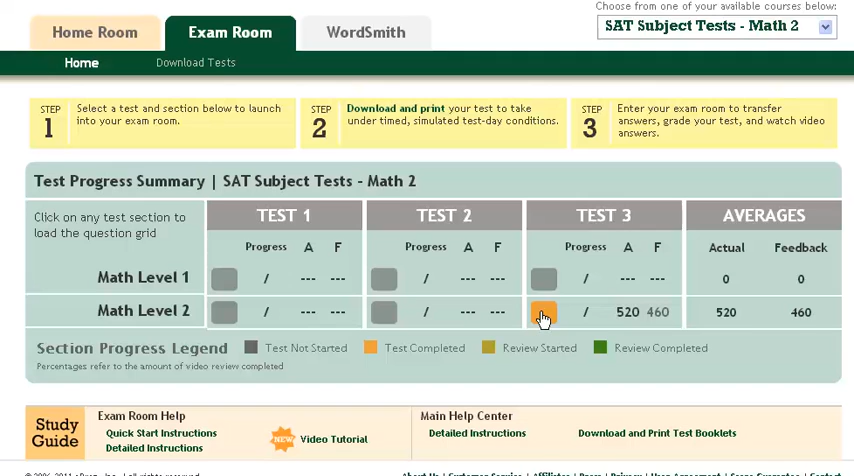 Choose from one of your available courses below:
Home Room
Exam Room
WordSmith
SAT Subject Tests - Math 2
Home
Download Tests
STEP 1
Select a test and section below to launch
into your exam room.
STEP 2
Download and print your test to take
under timed, simulated test-day conditions.
STEP 3
Enter your exam room to transfer
answers, grade your test, and watch video
answers.
Test Progress Summary | SAT Subject Tests - Math 2
Click on any test section to
load the question grid
TEST 1
TEST 2
TEST 3
AVERAGES
Progress A F
Progress A F
Progress A F
Actual Feedback
Math Level 1 / --- --- / --- --- / --- --- 0 0
Math Level 2 / --- --- / --- --- / 520 460 520 460
Section Progress Legend
Test Not Started
Test Completed
Review Started
Review Completed
Percentages refer to the amount of video review completed
Study
Guide
Exam Room Help
Quick Start Instructions
Detailed Instructions
NEW
Video Tutorial
Main Help Center
Detailed Instructions
Download and Print Test Booklets